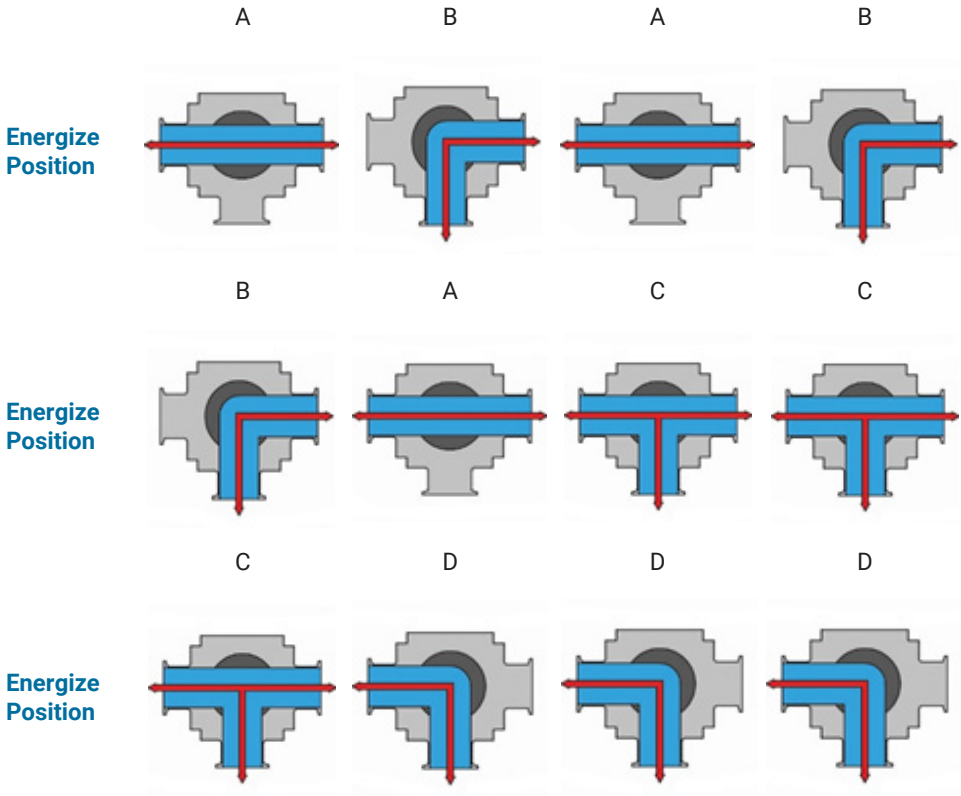 A B A B
Energize
Position
B A C C
Energize
Position
C D D D
Energize
Position